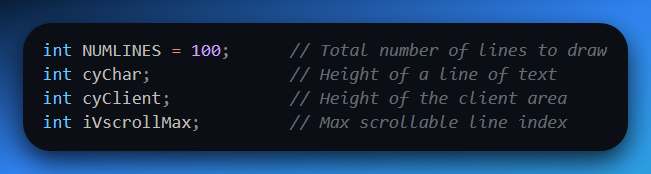 int NUMLINES = 100;      // Total number of lines to draw
int cyChar;              // Height of a line of text
int cyClient;            // Height of the client area
int iVscrollMax;         // Max scrollable line index